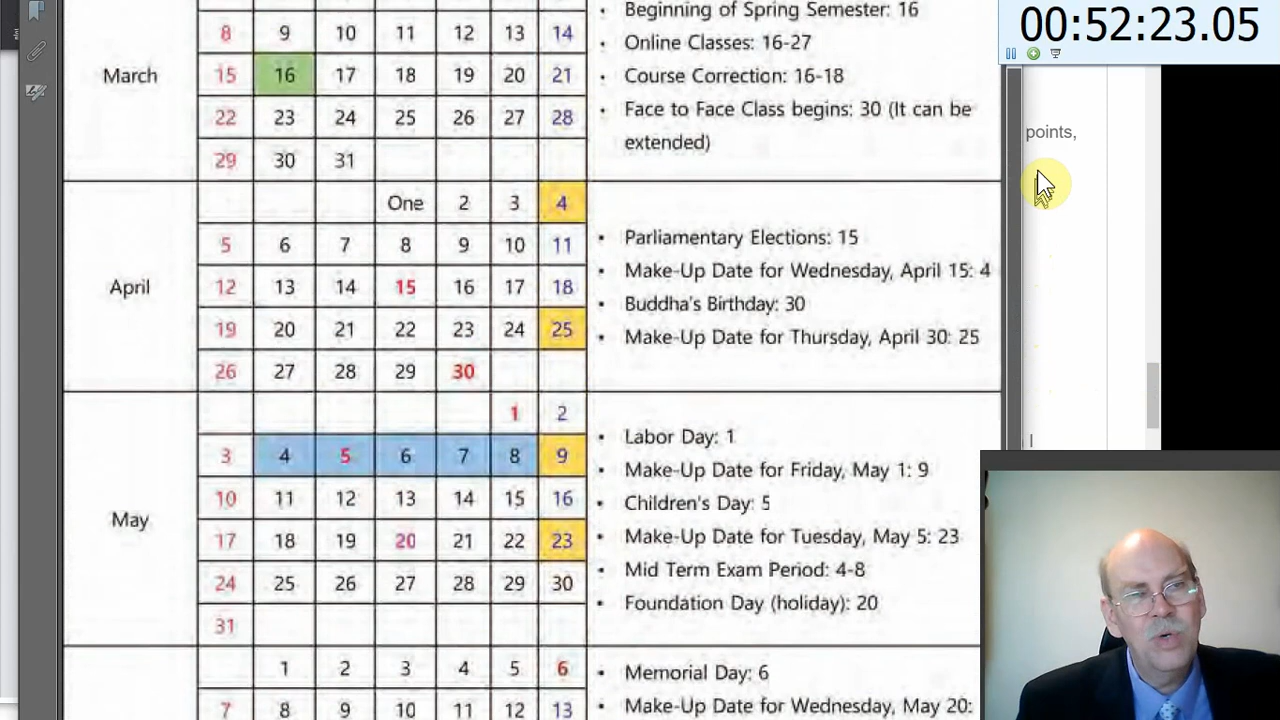 00:52:23.05
Beginning of Spring Semester: 16
8 9 10 11 12 13 14
Online Classes: 16-27
March
15 16 17 18 19 20 21
Course Correction: 16-18
22 23 24 25 26 27 28
Face to Face Class begins: 30 (It can be
extended)
29 30 31
points,
One 2 3 4
Parliamentary Elections: 15
5 6 7 8 9 10 11
Make-Up Date for Wednesday, April 15: 4
April
12 13 14 15 16 17 18
Buddha's Birthday: 30
19 20 21 22 23 24 25
Make-Up Date for Thursday, April 30: 25
26 27 28 29 30
1 2
Labor Day: 1
3 4 5 6 7 8 9
Make-Up Date for Friday, May 1: 9
10 11 12 13 14 15 16
Children's Day: 5
May
17 18 19 20 21 22 23
Make-Up Date for Tuesday, May 5: 23
24 25 26 27 28 29 30
Mid Term Exam Period: 4-8
Foundation Day (holiday): 20
31
1 2 3 4 5 6
Memorial Day: 6
7 8 9 10 11 12 13
Make-Up Date for Wednesday, May 20: